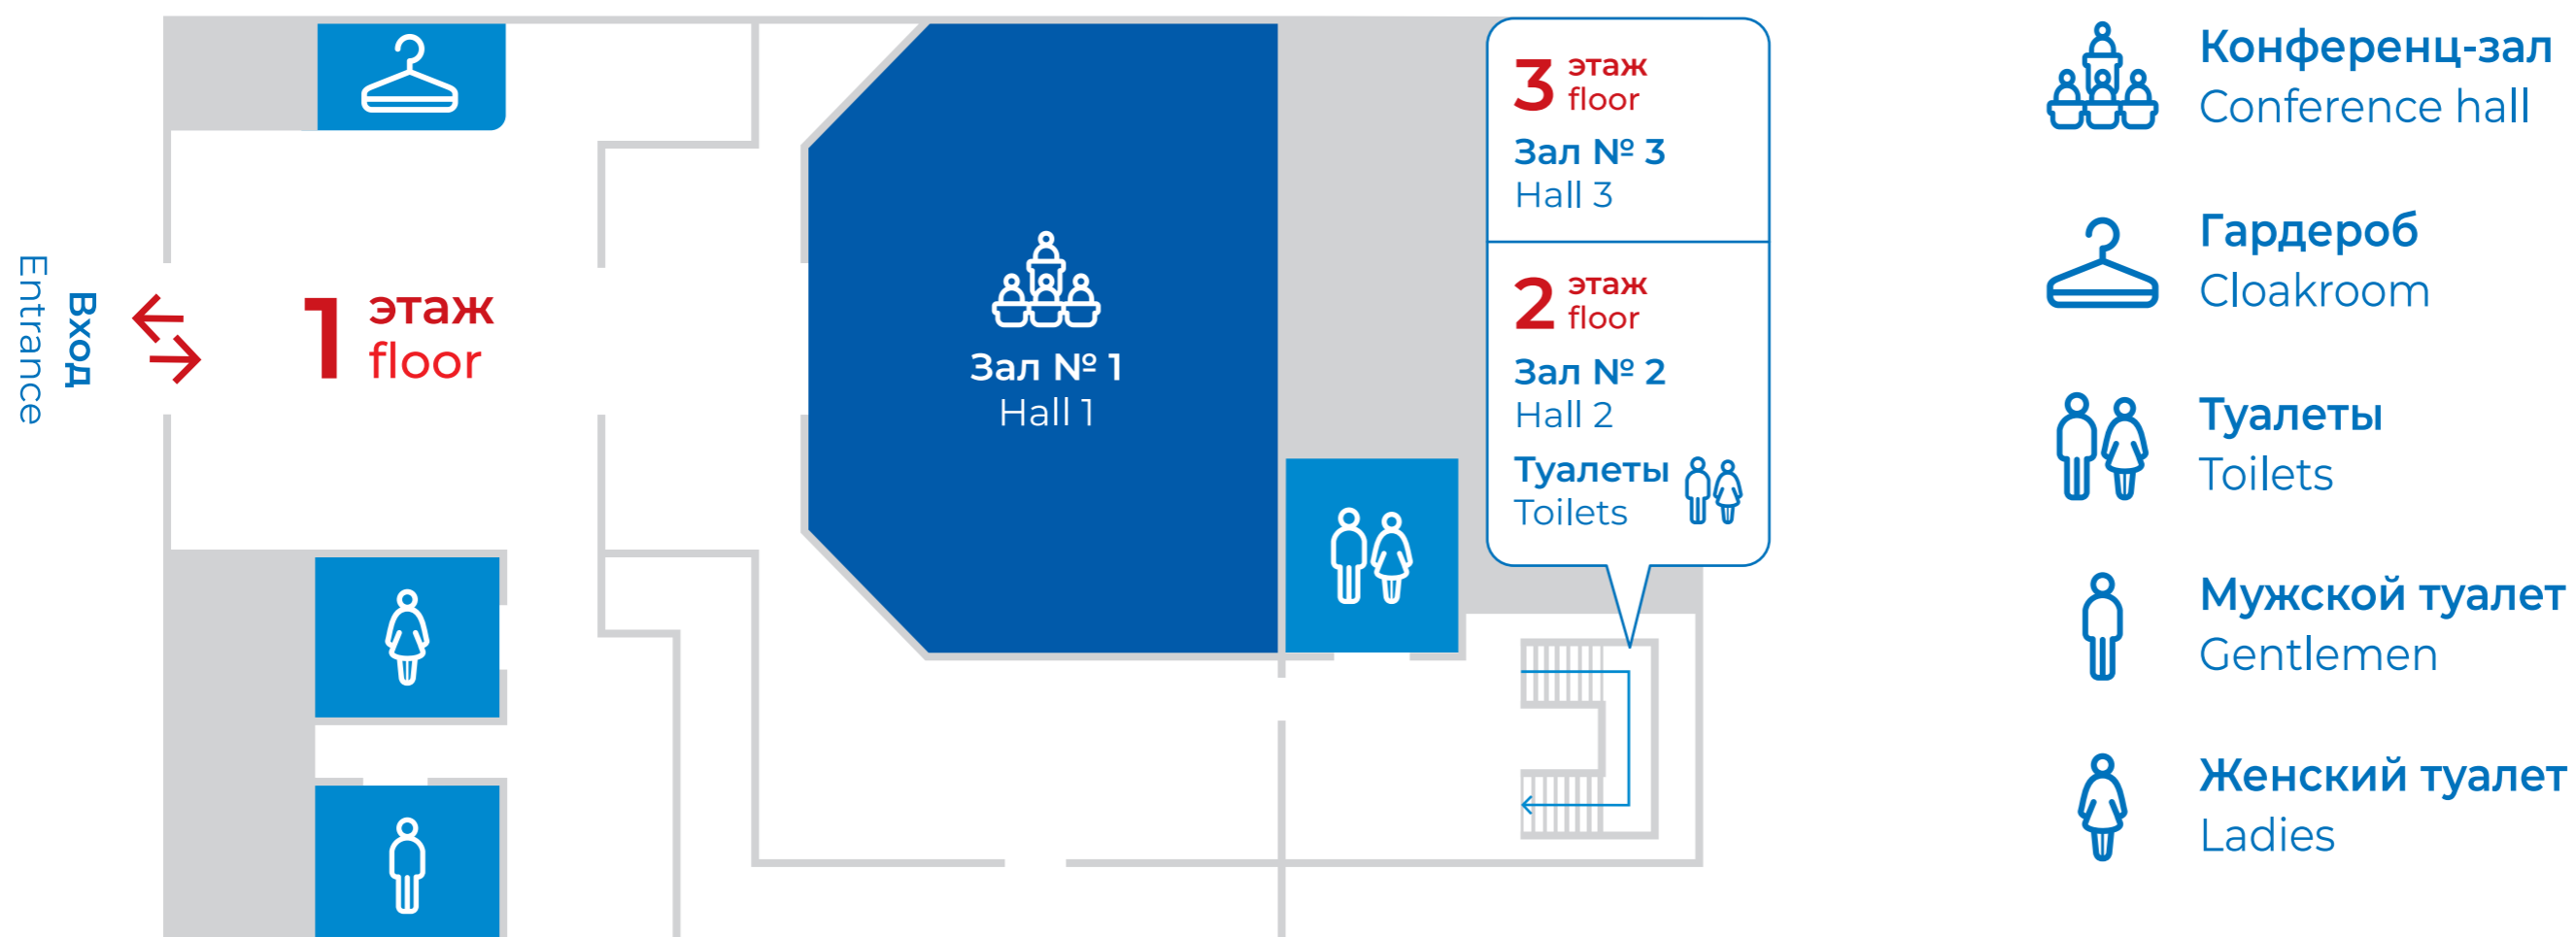 Вход
Entrance
1 этаж
floor
Зал № 1
Hall 1
3 этаж
floor
Зал № 3
Hall 3
2 этаж
floor
Зал № 2
Hall 2
Туалеты
Toilets
Конференц-зал
Conference hall
Гардероб
Cloakroom
Туалеты
Toilets
Мужской туалет
Gentlemen
Женский туалет
Ladies